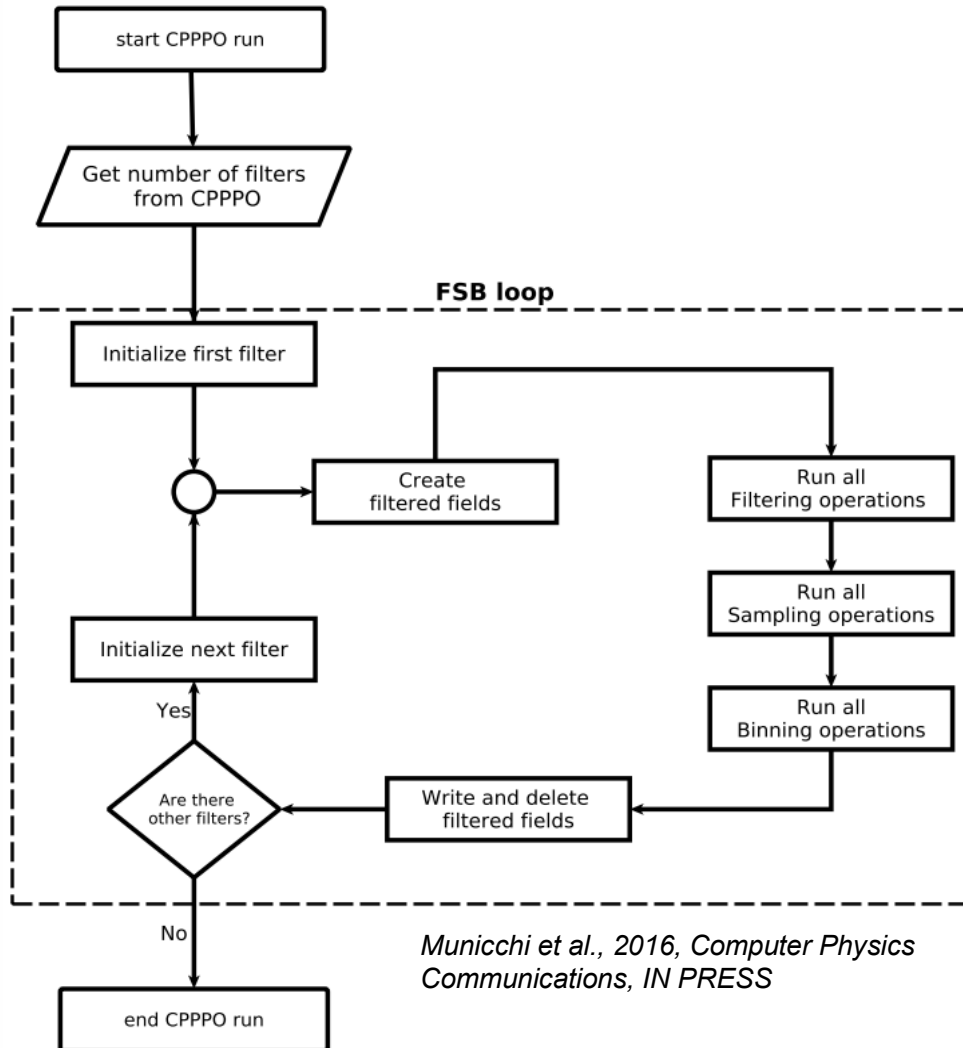 start CPPPO run
Get number of filters
from CPPPO
FSB loop
Initialize first filter
Create
filtered fields
Run all
Filtering operations
Run all
Sampling operations
Initialize next filter
Run all
Binning operations
Yes
Are there
other filters?
Write and delete
filtered fields
No
Municchi et al., 2016, Computer Physics
Communications, IN PRESS
end CPPPO run